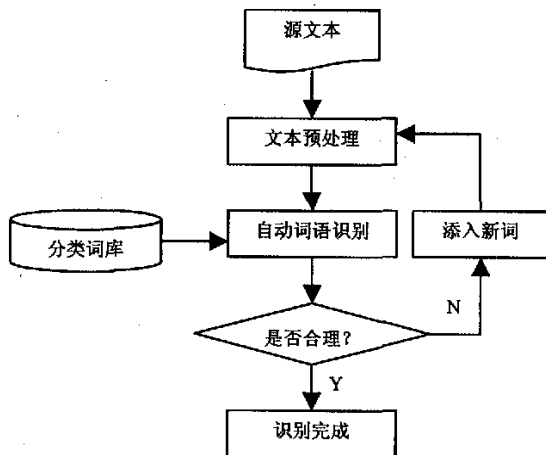 源文本
文本预处理
分类词库
自动词语识别
添入新词
是否合理?
N
Y
识别完成